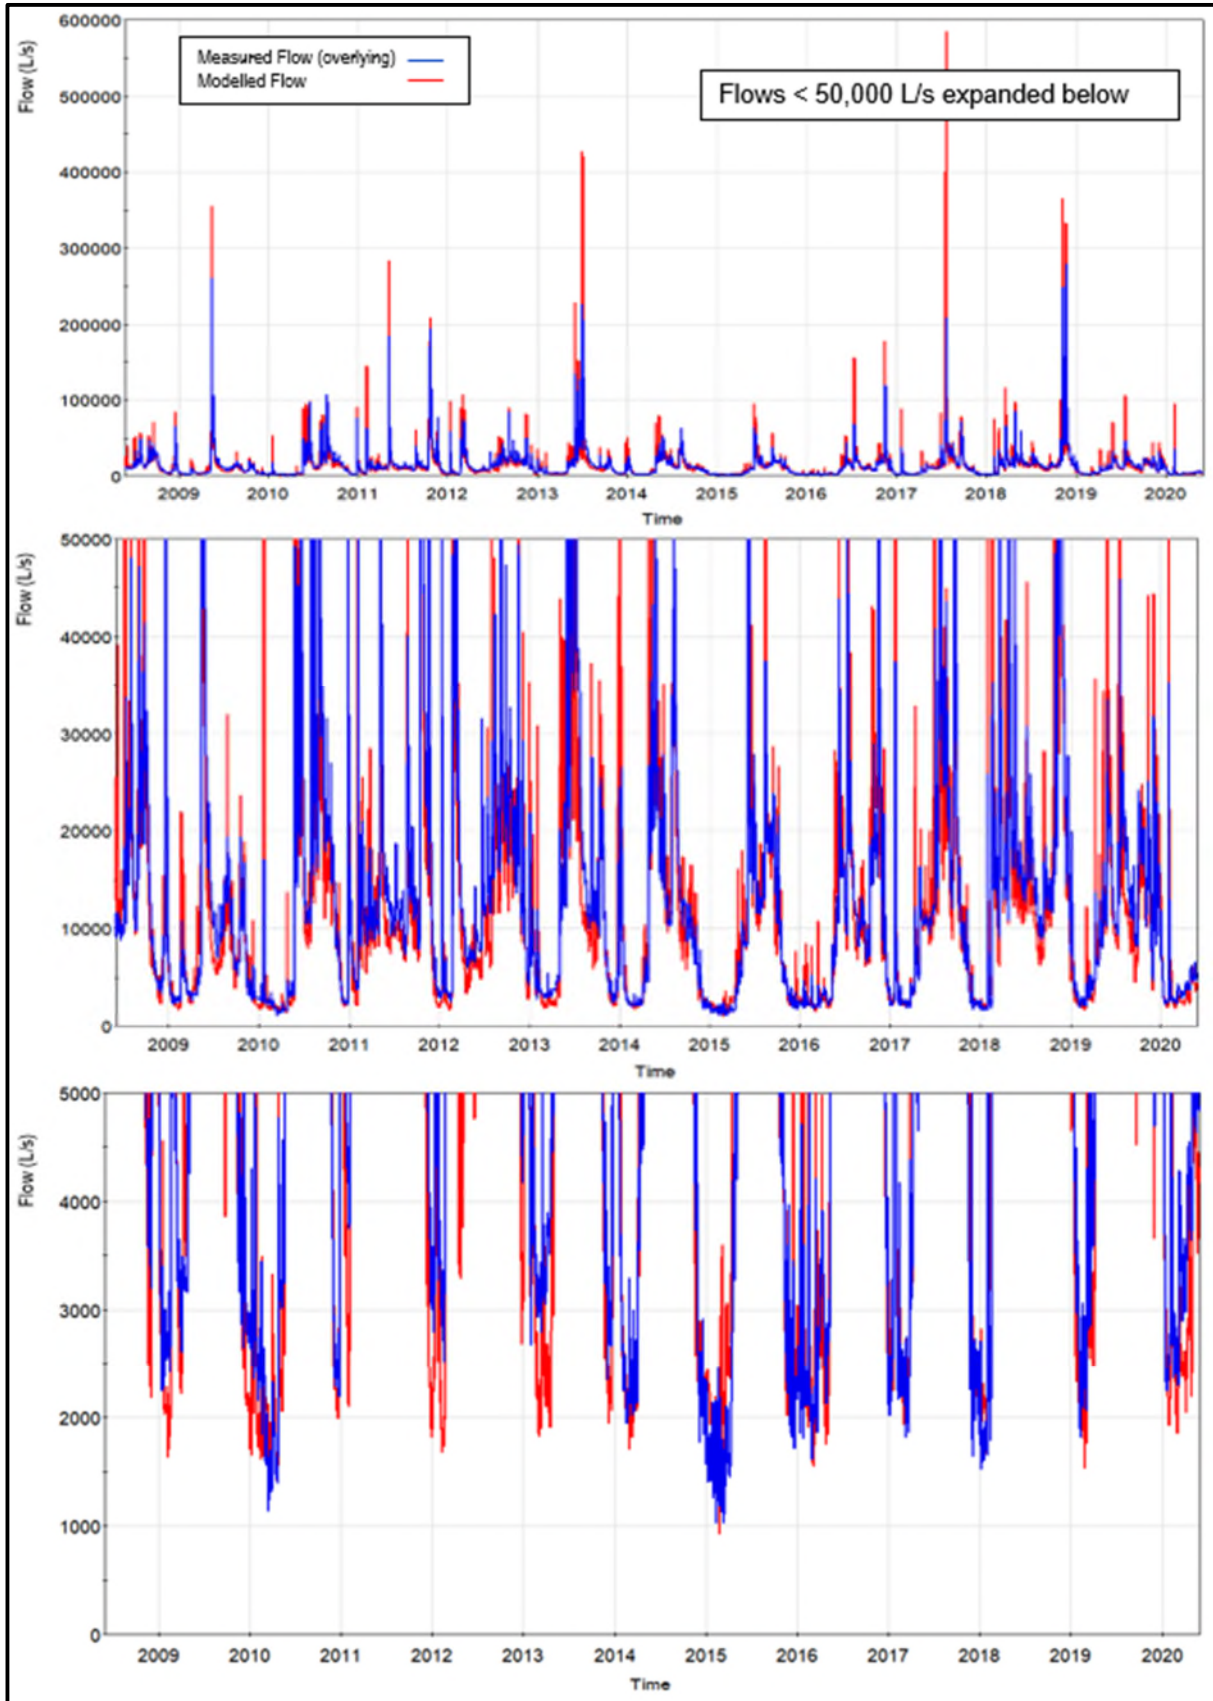 600000
Flow (L/s)
Measured Flow (overlying)
Modelled Flow
Flows < 50,000 L/s expanded below
500000
400000
300000
200000
100000
0
2009 2010 2011 2012 2013 2014 2015 2016 2017 2018 2019 2020
Time
50000
Flow (L/s)
40000
30000
20000
10000
0
2009 2010 2011 2012 2013 2014 2015 2016 2017 2018 2019 2020
Time
5000
Flow (L/s)
4000
3000
2000
1000
0
2009 2010 2011 2012 2013 2014 2015 2016 2017 2018 2019 2020
Time